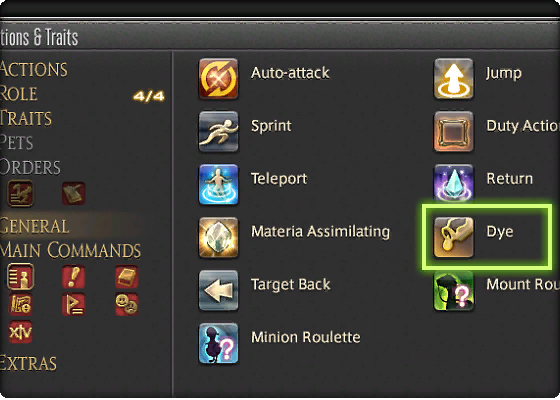 tions & Traits
ACTIONS
ROLE 4/4
TRAITS
PETS
ORDERS
GENERAL
MAIN COMMANDS
XIV
EXTRAS
Auto-attack
Jump
Sprint
Duty Actio
Teleport
Return
Materia Assimilating
Dye
Target Back
Mount Rou
Minion Roulette